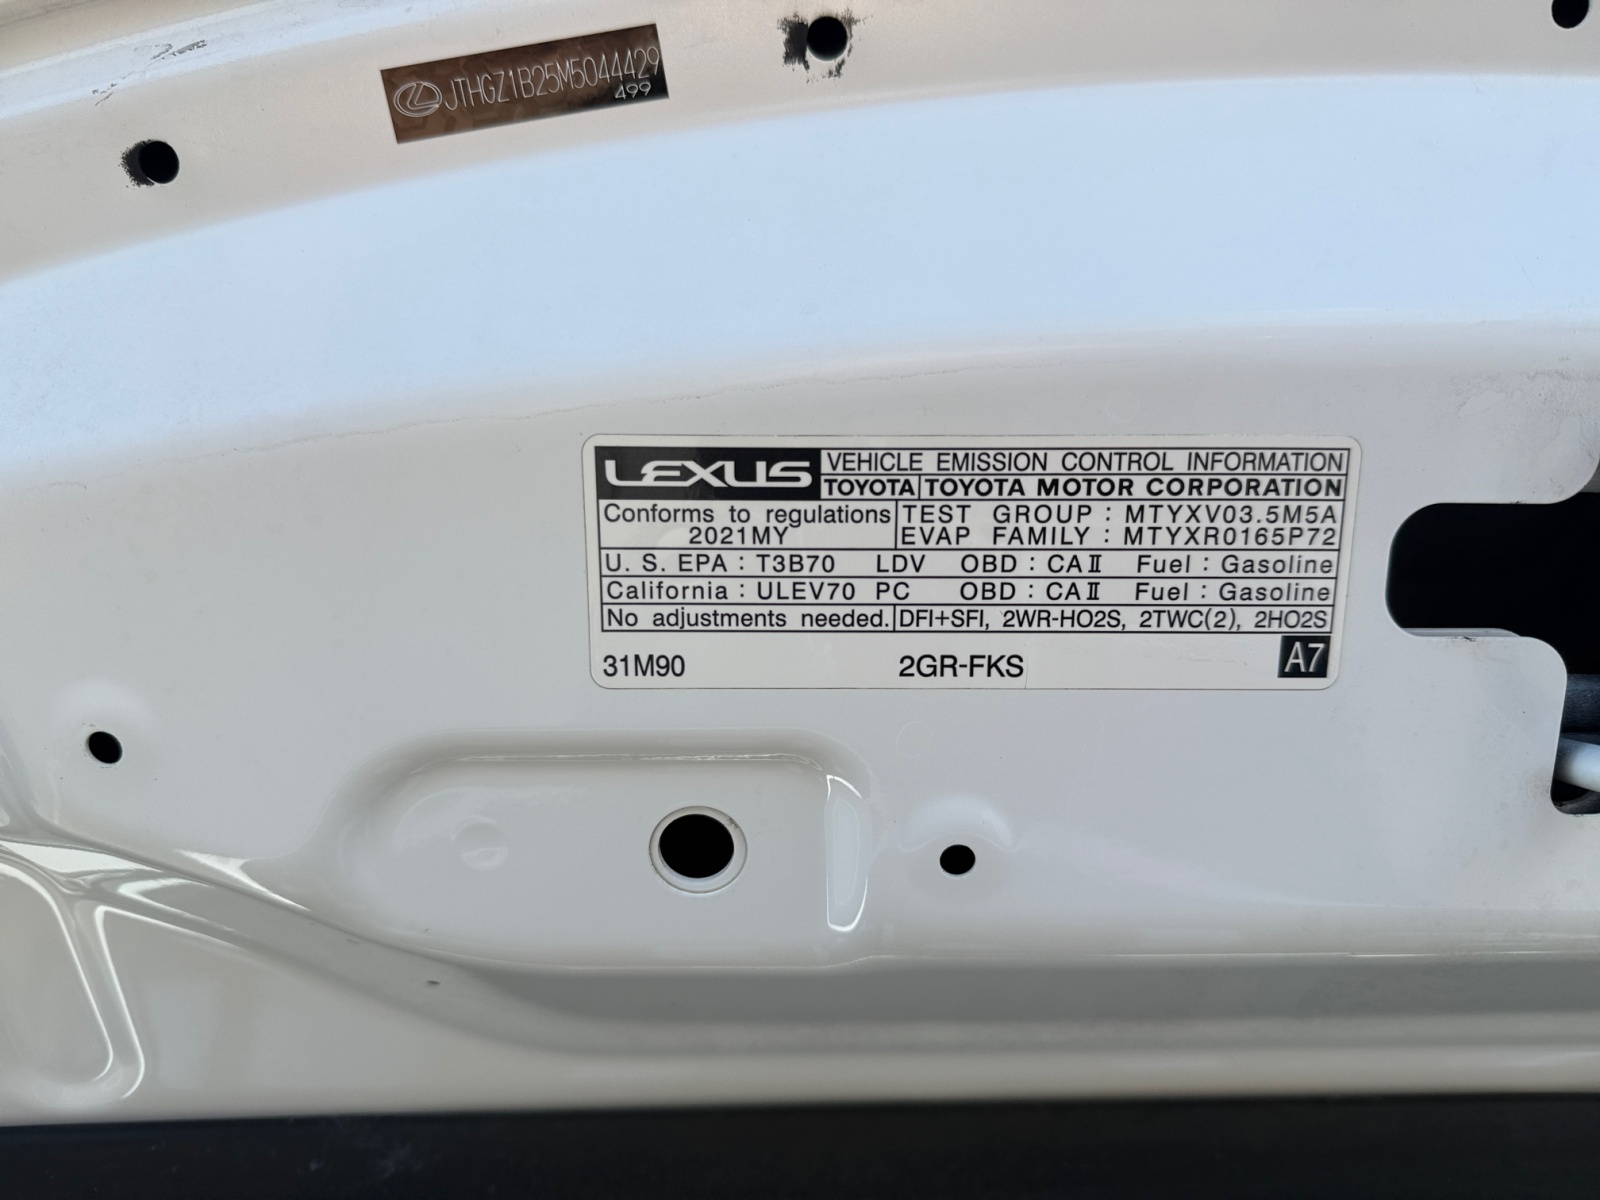 JTHGZ1B25M5044429
499
LEXUS
VEHICLE EMISSION CONTROL INFORMATION
TOYOTA TOYOTA MOTOR CORPORATION
Conforms to regulations
2021MY
TEST GROUP : MTYXV03.5M5A
EVAP FAMILY : MTYXR0165P72
U. S. EPA : T3B70 LDV OBD : CAⅡ Fuel : Gasoline
California : ULEV70 PC OBD : CAⅡ Fuel : Gasoline
No adjustments needed. DFI+SFI, 2WR-HO2S, 2TWC(2), 2HO2S
31M90 2GR-FKS A7